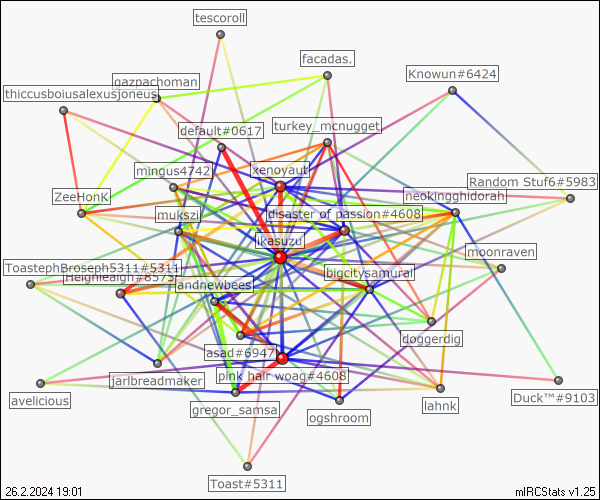 tescoroll
facadas.
Knowun#6424
gazpachoman
thiccusboiusalexusjoneus
default#0617
turkey_mcnugget
mingus4742
xenoyaut
Random Stuf6#5983
ZeeHonK
neokingghidorah
mukszi
disaster of passion#4608
ikasuzu
moonraven
ToastephBroseph5311#5311
bigcitysamurai
andnewbees
doggerdig
asad#6947
pink hair woag#4608
jarlbreadmaker
avelicious
gregor_samsa
ogshroom
lahnk
Duck™#9103
Toast#5311
26.2.2024 19:01
mIRCStats v1.25